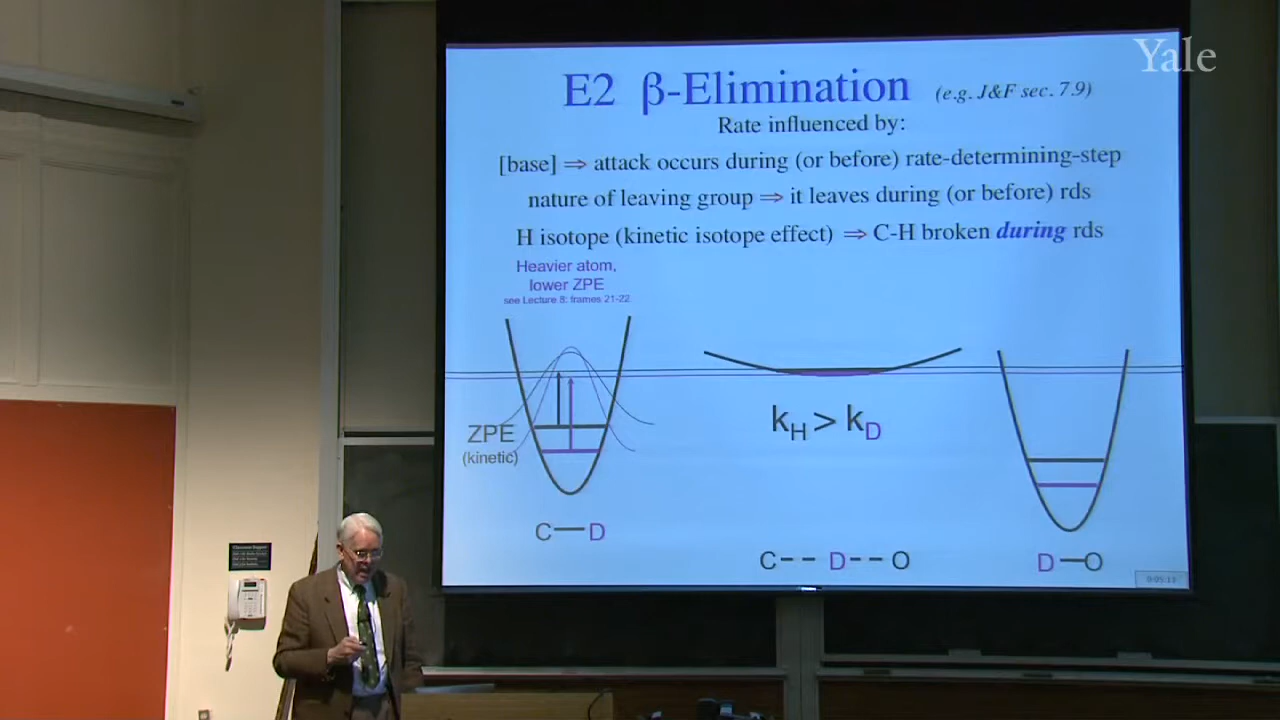 Yale
E2 β-Elimination (e.g. J&F sec. 7.9)
Rate influenced by:
[base] ⇒ attack occurs during (or before) rate-determining-step
nature of leaving group ⇒ it leaves during (or before) rds
H isotope (kinetic isotope effect) ⇒ C-H broken during rds
Heavier atom,
lower ZPE
see Lecture 8: frames 21-22
ZPE
(kinetic)
kH > kD
C—D
C-- D--O
D—O